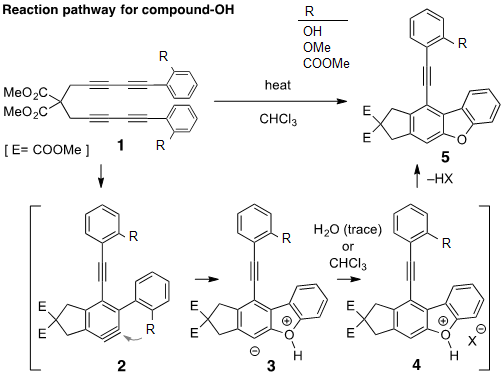 Reaction pathway for compound-OH
R
OH
OMe
COOMe
R
MeO₂C
MeO₂C
R
[ E= COOMe ]
1
heat
CHCl₃
R
E
E
O
5
–HX
R
E
E
R
2
R
E
E
⊕
O
⊖
H
3
H₂O (trace)
or
CHCl₃
R
E
E
⊕
O
H
X⊖
4